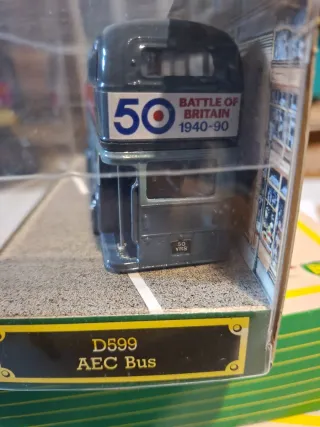 50 BATTLE OF
BRITAIN
1940-90
D599
AEC Bus